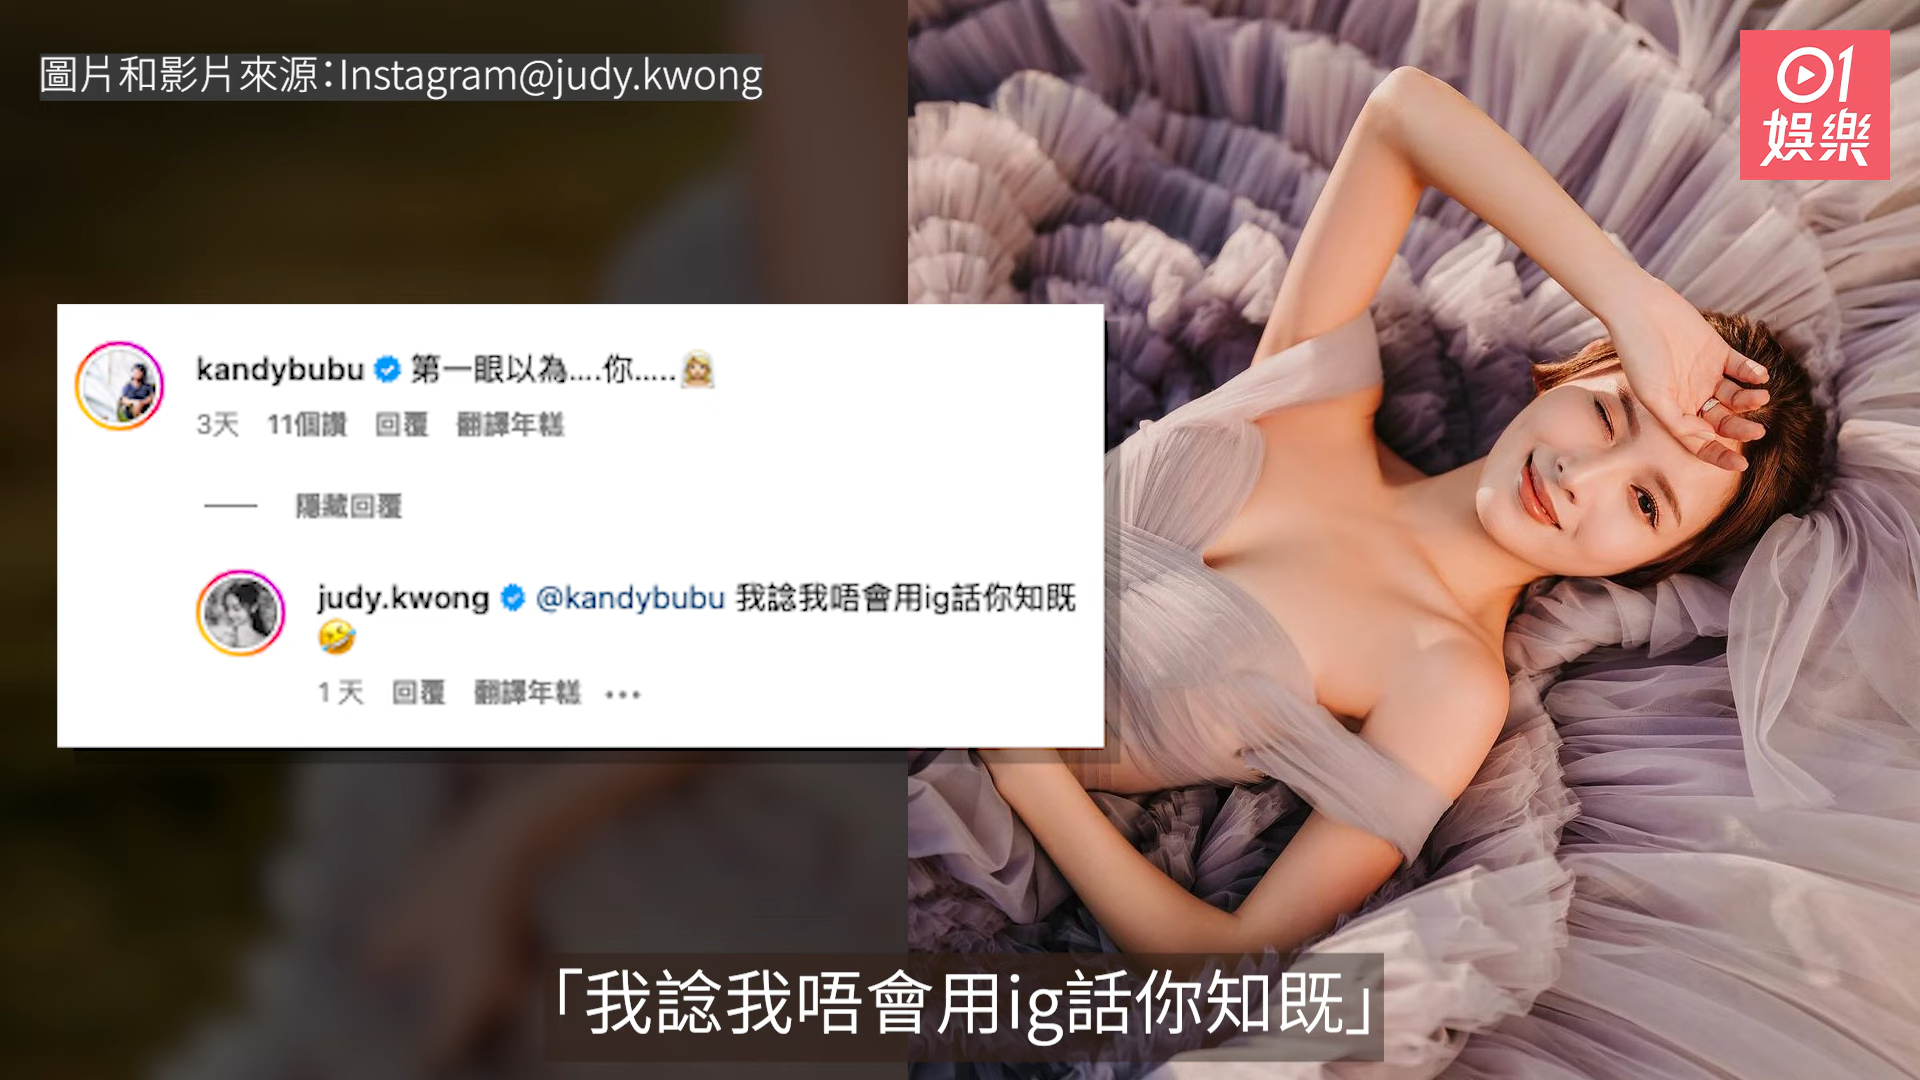 圖片和影片來源：Instagram@judy.kwong
01
娛樂
kandybubu 第一眼以為....你.....👰🏼
3天 11個讚 回覆 翻譯年糕
隱藏回覆
judy.kwong @kandybubu 我諗我唔會用ig話你知既
🤣
1天 回覆 翻譯年糕 •••
「我諗我唔會用ig話你知既」